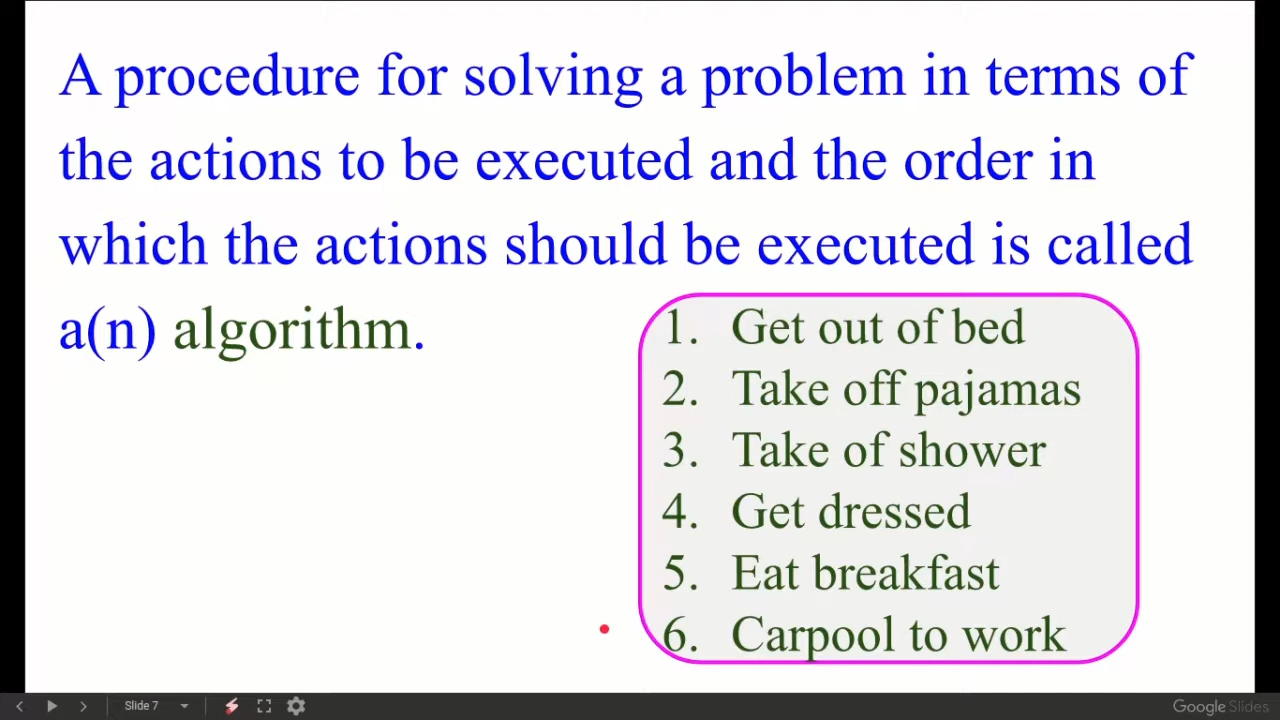 A procedure for solving a problem in terms of
the actions to be executed and the order in
which the actions should be executed is called
a(n) algorithm.
1. Get out of bed
2. Take off pajamas
3. Take of shower
4. Get dressed
5. Eat breakfast
6. Carpool to work
Slide 7
Google Slides